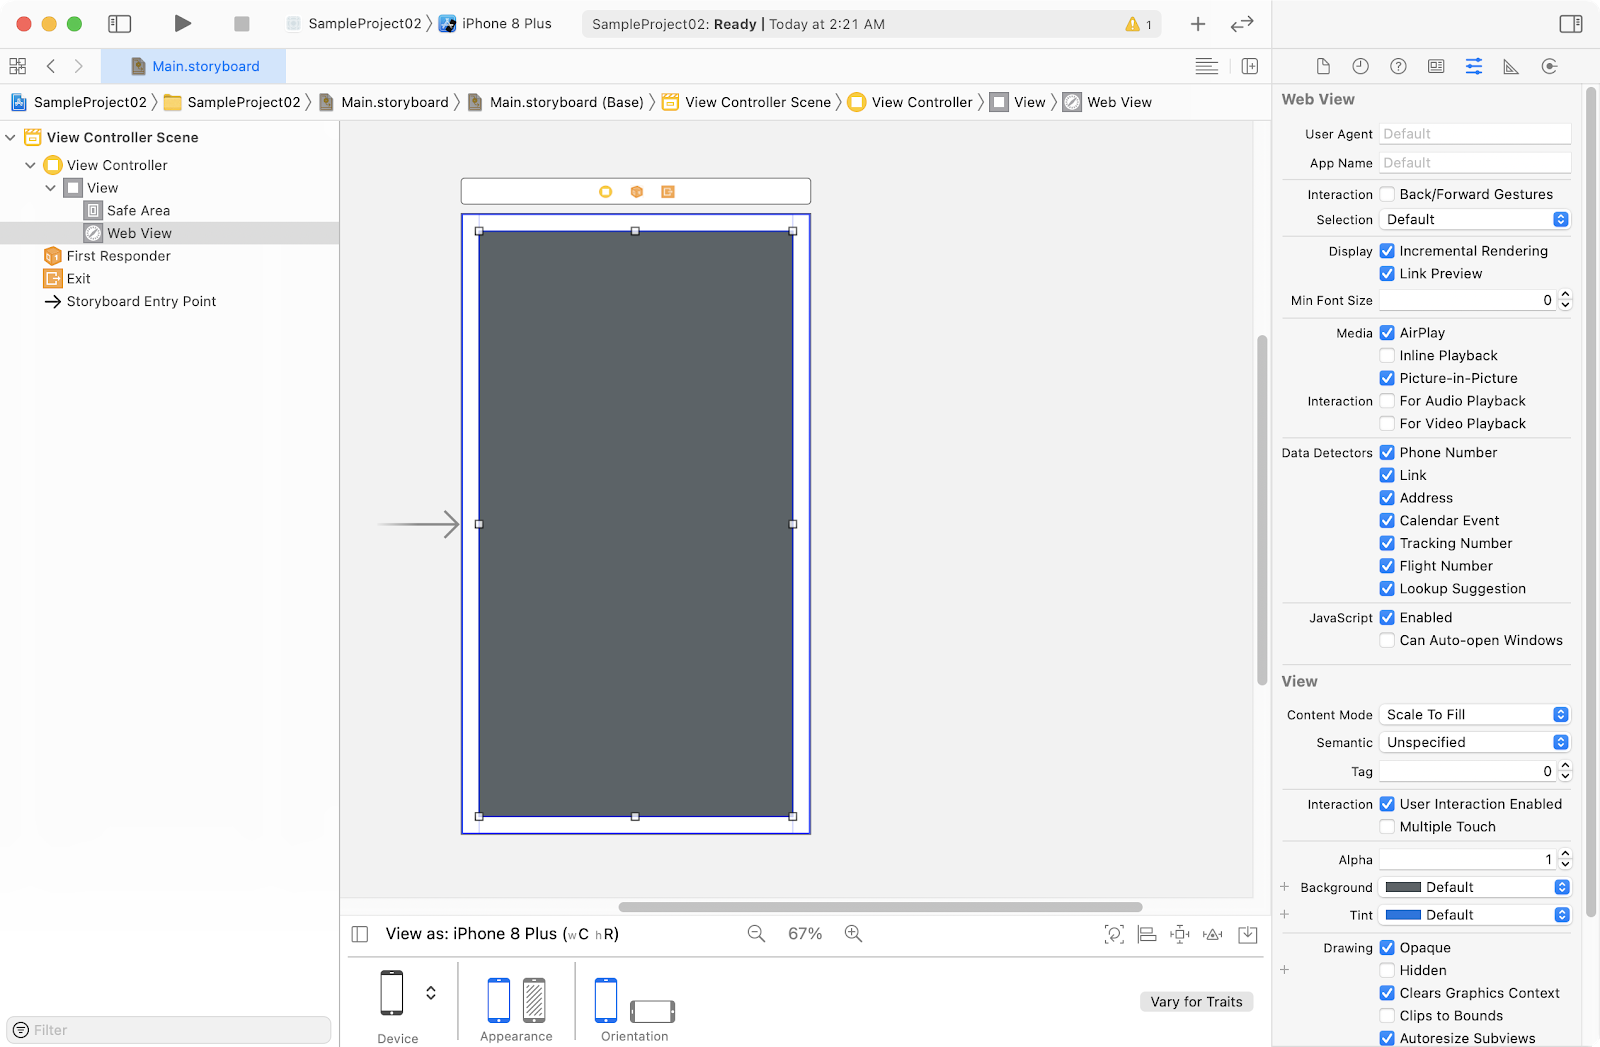 SampleProject02 iPhone 8 Plus
SampleProject02: Ready | Today at 2:21 AM
1
Main.storyboard
SampleProject02
SampleProject02
Main.storyboard
Main.storyboard (Base)
View Controller Scene
View Controller
View
Web View
View Controller Scene
View Controller
View
Safe Area
Web View
First Responder
Exit
Storyboard Entry Point
Filter
View as: iPhone 8 Plus (wC hR)
67%
Device
Appearance
Orientation
Vary for Traits
Web View
User Agent Default
App Name Default
Interaction Back/Forward Gestures
Selection Default
Display Incremental Rendering
Link Preview
Min Font Size 0
Media AirPlay
Inline Playback
Picture-in-Picture
Interaction For Audio Playback
For Video Playback
Data Detectors Phone Number
Link
Address
Calendar Event
Tracking Number
Flight Number
Lookup Suggestion
JavaScript Enabled
Can Auto-open Windows
View
Content Mode Scale To Fill
Semantic Unspecified
Tag 0
Interaction User Interaction Enabled
Multiple Touch
Alpha 1
Background Default
Tint Default
Drawing Opaque
Hidden
Clears Graphics Context
Clips to Bounds
Autoresize Subviews